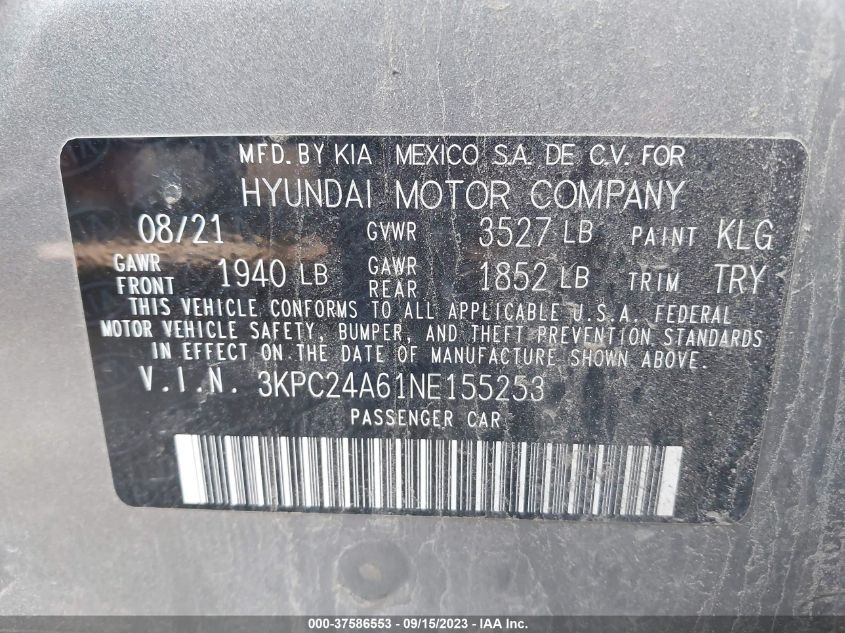 MFD. BY KIA MEXICO S.A. DE C.V. FOR
HYUNDAI MOTOR COMPANY
08/21 GVWR 3527 LB PAINT KLG
GAWR FRONT 1940 LB GAWR REAR 1852 LB TRIM TRY
THIS VEHICLE CONFORMS TO ALL APPLICABLE U.S.A. FEDERAL
MOTOR VEHICLE SAFETY, BUMPER, AND THEFT PREVENTION STANDARDS
IN EFFECT ON THE DATE OF MANUFACTURE SHOWN ABOVE.
V.I.N. 3KPC24A61NE155253
PASSENGER CAR
000-37586553 - 09/15/2023 - IAA Inc.